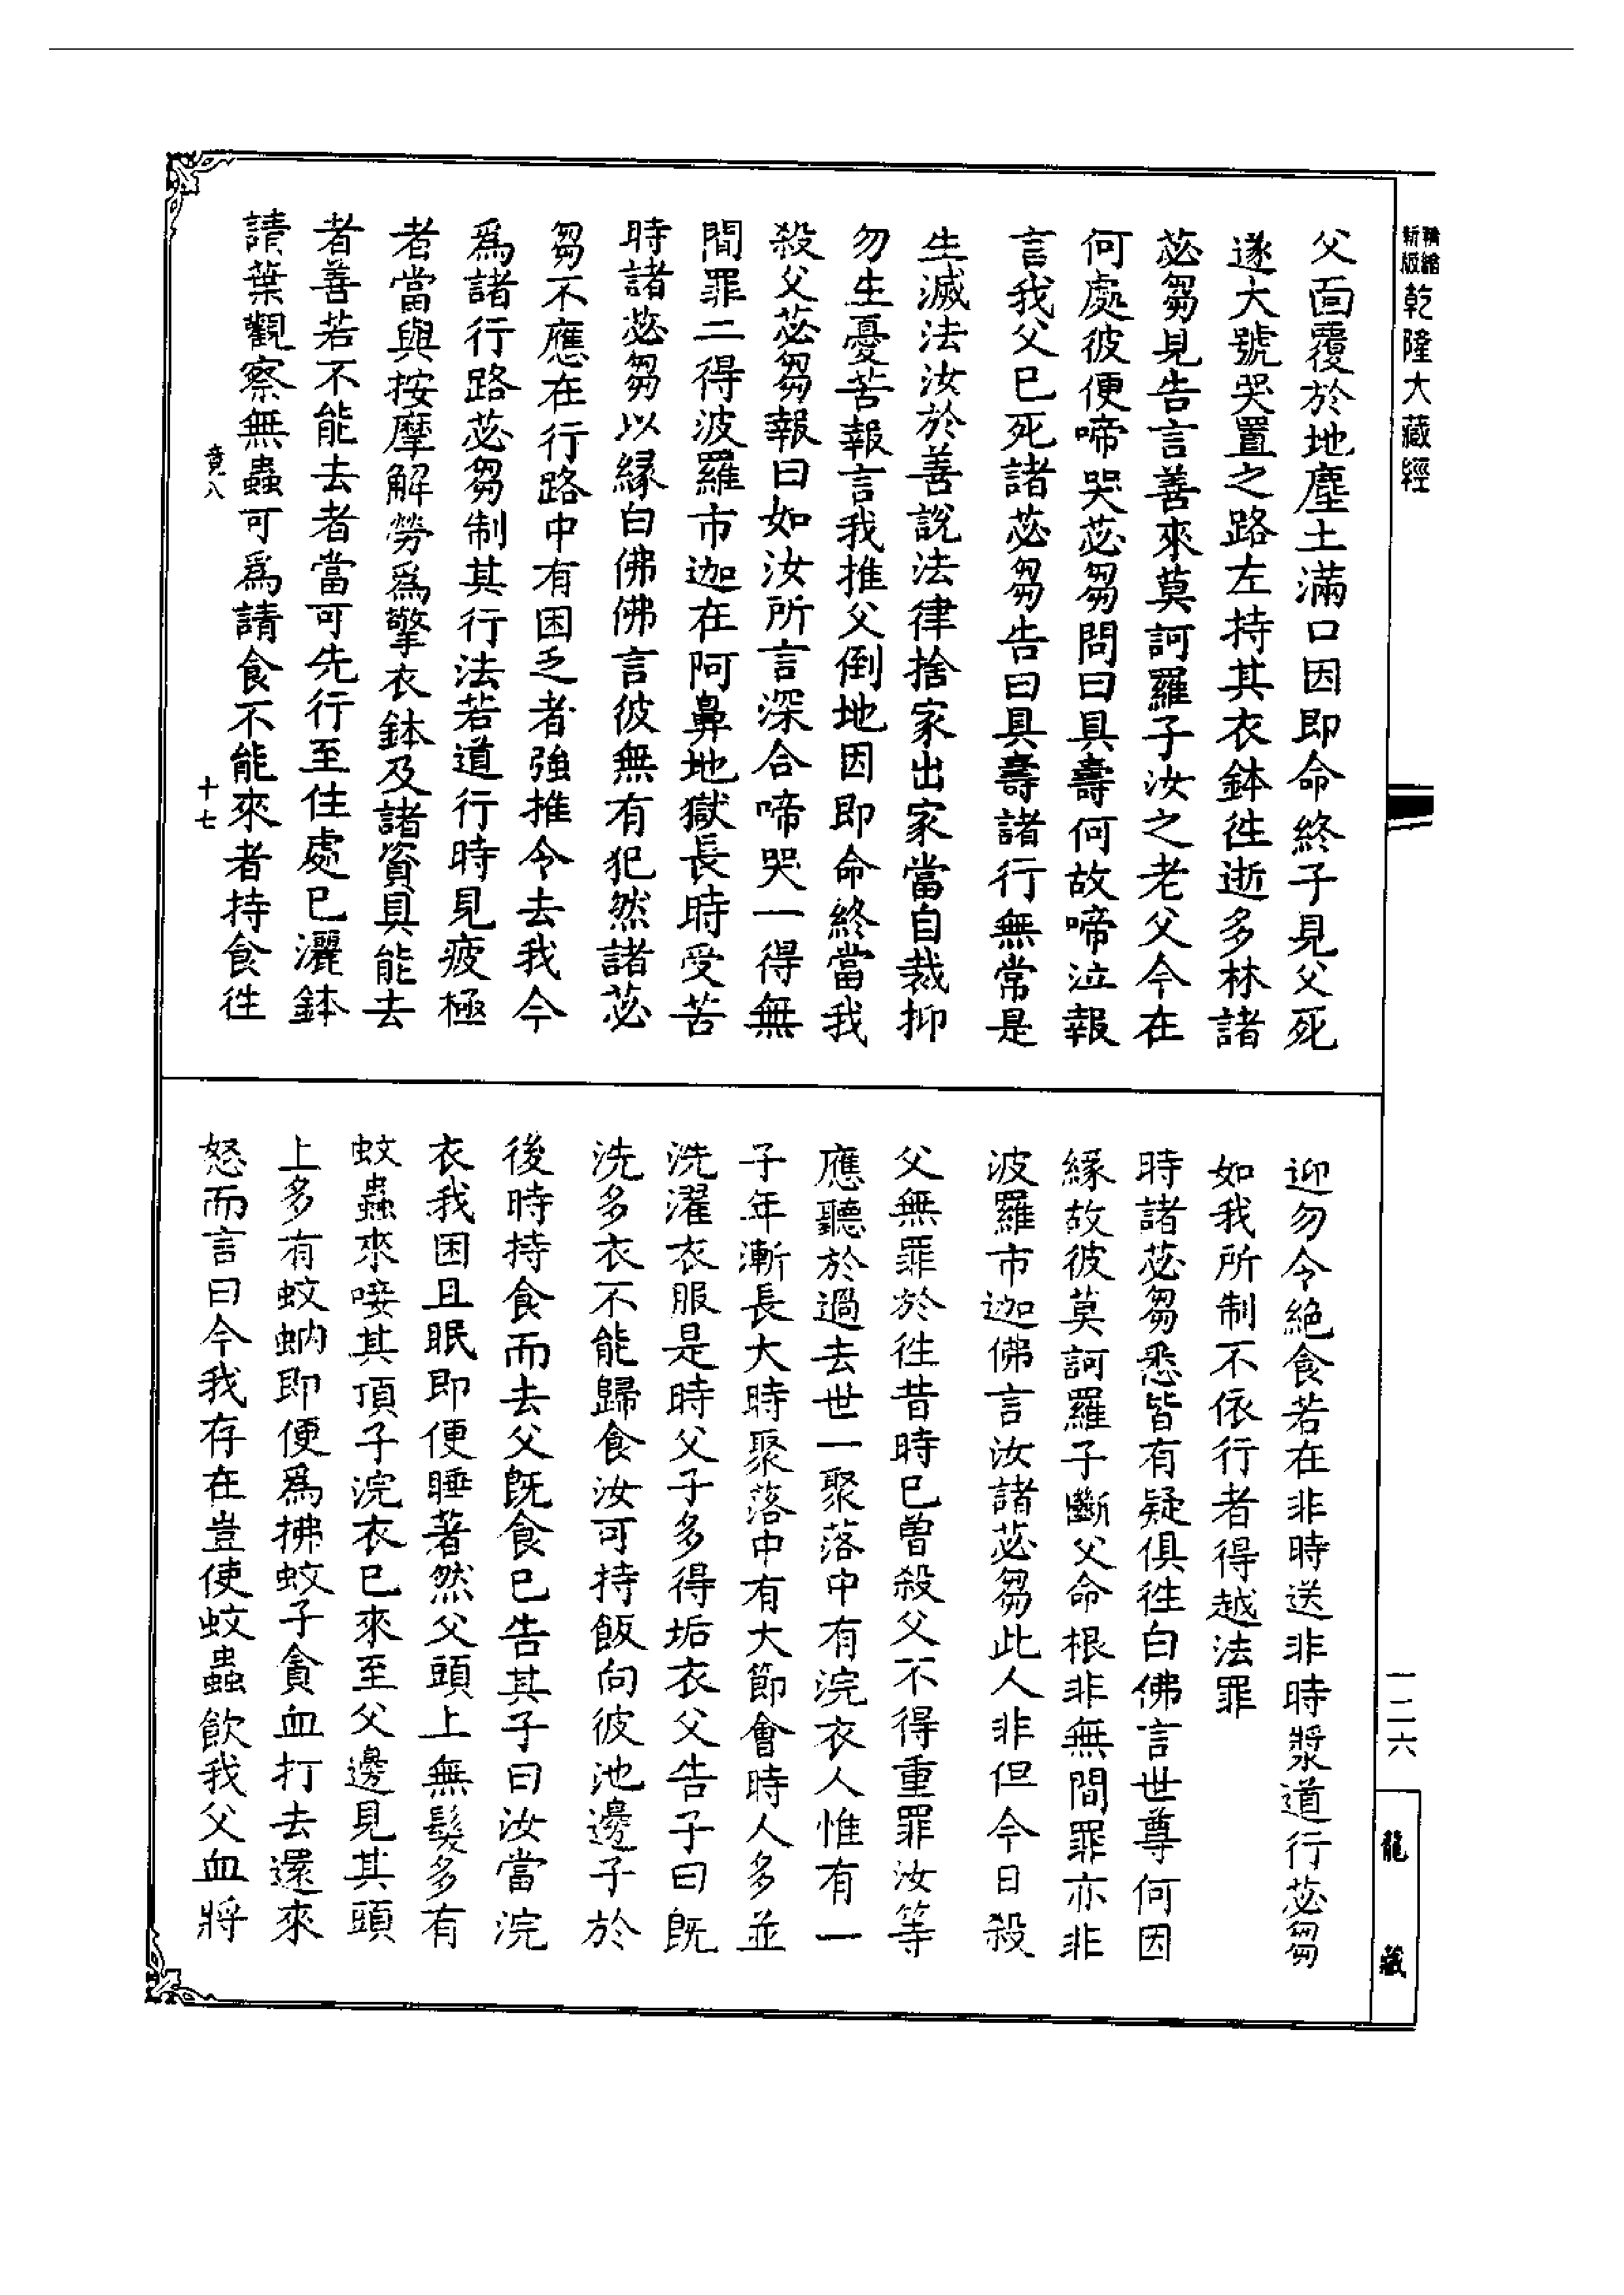 精縮新版乾隆大藏經
父面覆於地塵土滿口因即命終子見父死
遂大號哭置之路左持其衣鉢徃逝多林諸
苾芻見告言善來莫訶羅子汝之老父今在
何處彼便啼哭苾芻問曰具壽何故啼泣報
言我父已死諸苾芻告曰具壽諸行無常是
生滅法汝於善說法律捨家出家當自裁抑
勿生憂苦報言我推父倒地因即命終當我
殺父苾芻報曰如汝所言深合啼哭一得無
間罪二得波羅市迦在阿鼻地獄長時受苦
時諸苾芻以緣白佛佛言彼無有犯然諸苾
芻不應在行路中有困乏者強推令去我今
爲諸行路苾芻制其行法若道行時見疲極
者當與按摩解勞爲擎衣鉢及諸資具能去
者善若不能去者當可先行至住處已灑鉢
請葉觀察無蟲可爲請食不能來者持食徃
竟八
十七
迎勿令絕食若在非時送非時漿道行苾芻
如我所制不依行者得越法罪
時諸苾芻悉皆有疑俱徃白佛言世尊何因
緣故彼莫訶羅子斷父命根非無間罪亦非
波羅市迦佛言汝諸苾芻此人非但今日殺
父無罪於徃昔時已曾殺父不得重罪汝等
應聽於過去世一聚落中有浣衣人惟有一
子年漸長大時聚落中有大節會時人多並
洗濯衣服是時父子多得垢衣父告子曰旣
洗多衣不能歸食汝可持飯向彼池邊子於
後時持食而去父旣食已告其子曰汝當浣
衣我困且眠即便睡著然父頭上無髮多有
蚊蟲來唼其頂子浣衣已來至父邊見其頭
上多有蚊蚋即便爲拂蚊子貪血打去還來
怒而言曰今我存在豈使蚊蟲飲我父血將
一二六
龍藏